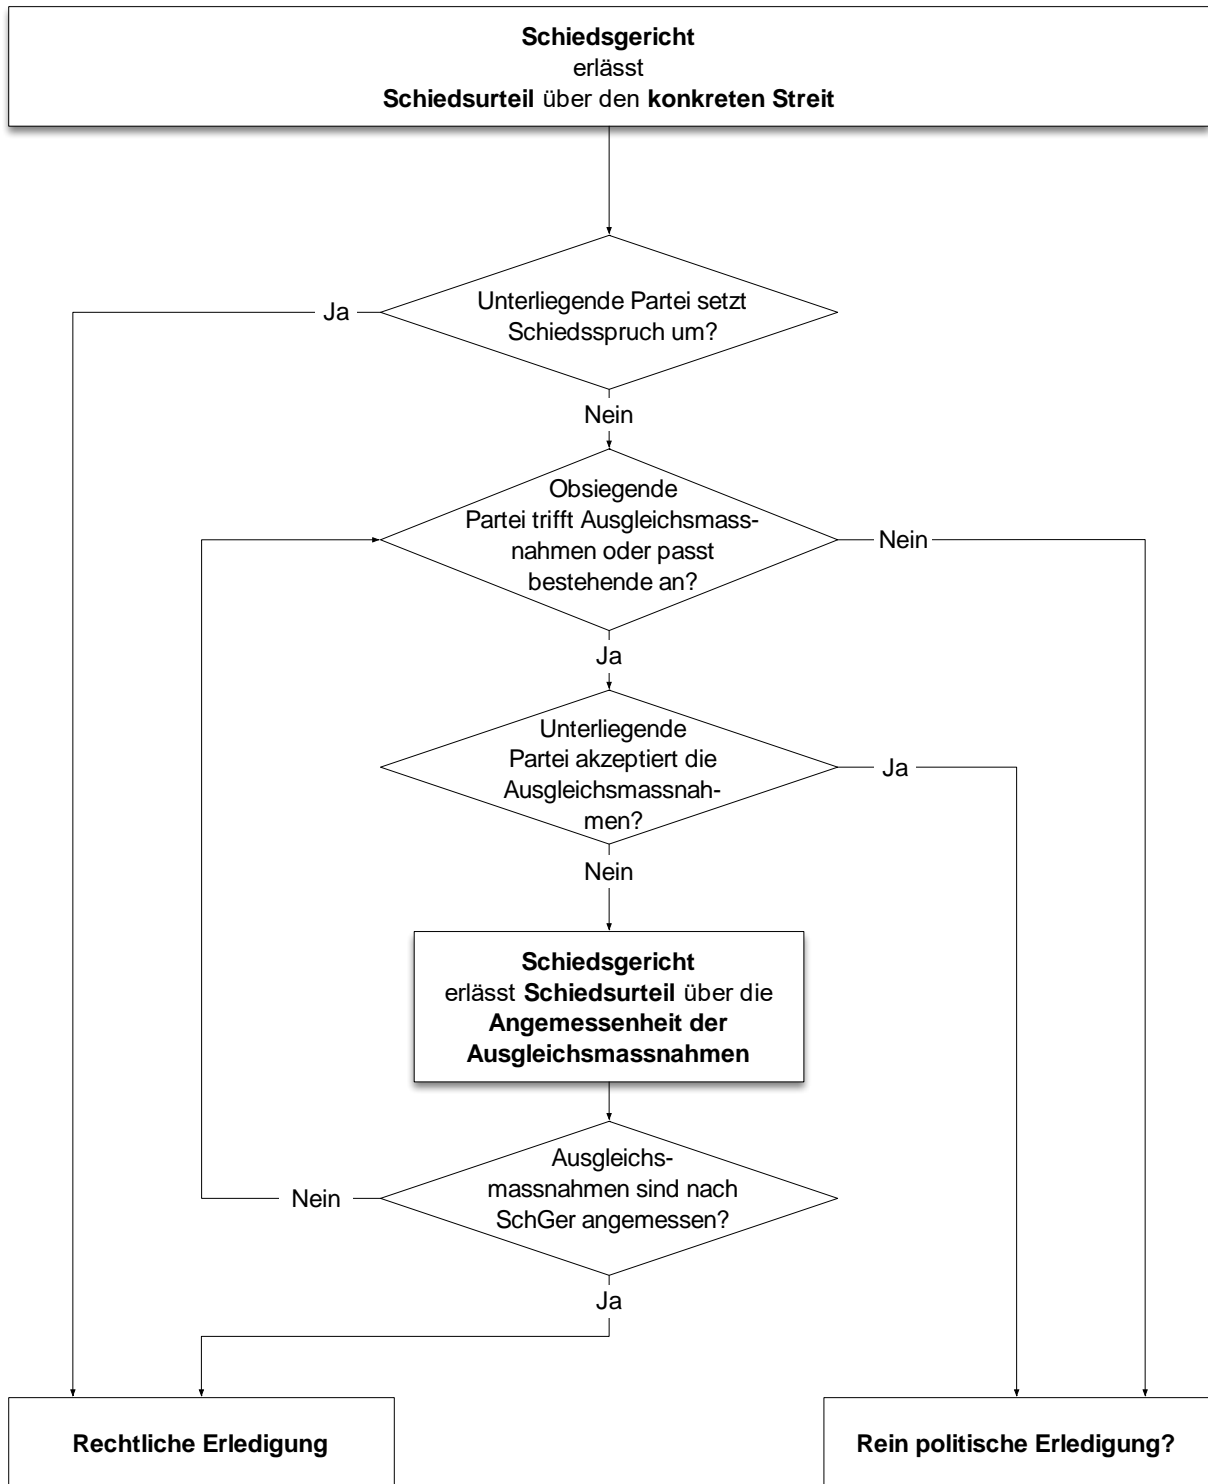 Schiedsgericht
erlässt
Schiedsurteil über den konkreten Streit
Unterliegende Partei setzt
Schiedsspruch um?
Ja
Nein
Obsiegende
Partei trifft Ausgleichsmass-
nahmen oder passt
bestehende an?
Nein
Ja
Unterliegende
Partei akzeptiert die
Ausgleichsmassnah-
men?
Ja
Nein
Schiedsgericht
erlässt Schiedsurteil über die
Angemessenheit der
Ausgleichsmassnahmen
Ausgleichs-
massnahmen sind nach
SchGer angemessen?
Nein
Ja
Rechtliche Erledigung
Rein politische Erledigung?